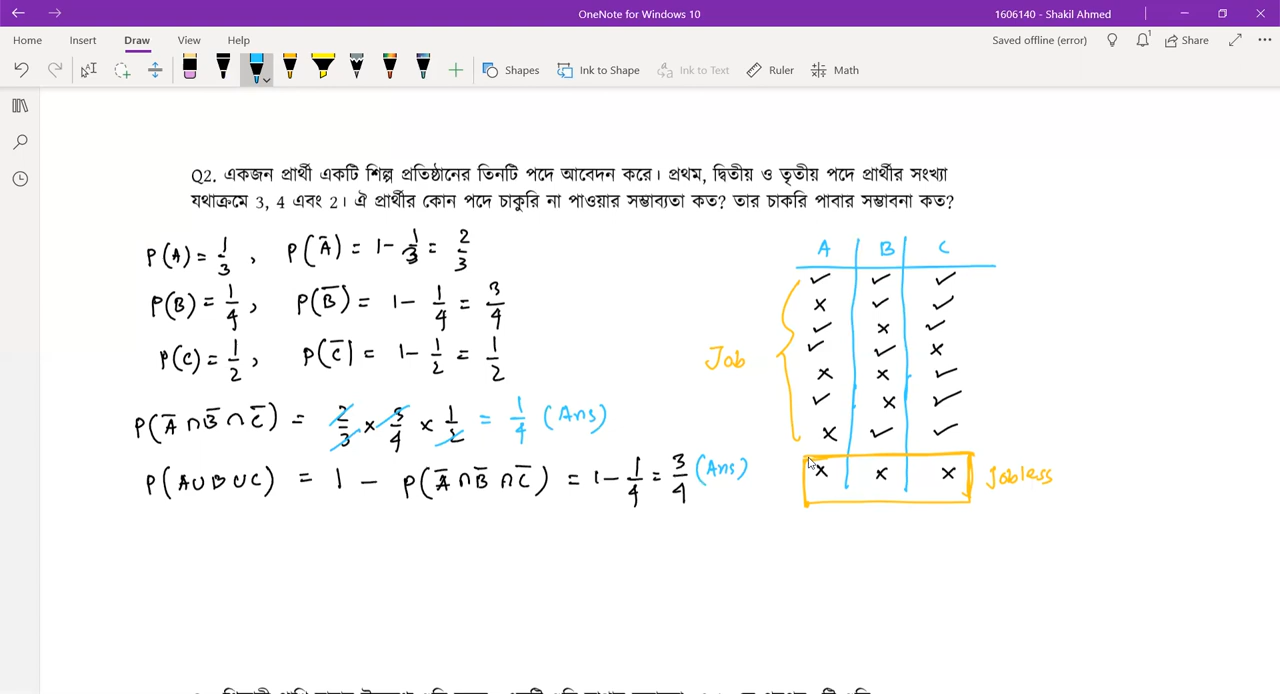 OneNote for Windows 10
1606140 - Shakil Ahmed
Home Insert Draw View Help
Saved offline (error)
Share
Shapes
Ink to Shape
Ink to Text
Ruler
Math
Q2. একজন প্রার্থী একটি শিল্প প্রতিষ্ঠানের তিনটি পদে আবেদন করে। প্রথম, দ্বিতীয় ও তৃতীয় পদে প্রার্থীর সংখ্যা
যথাক্রমে 3, 4 এবং 2। ঐ প্রার্থীর কোন পদে চাকুরি না পাওয়ার সম্ভাব্যতা কত? তার চাকরি পাবার সম্ভাবনা কত?
P(A) = 1/3, P(Ā) = 1 - 1/3 = 2/3
P(B) = 1/4, P(B̄) = 1 - 1/4 = 3/4
P(C) = 1/2, P(C̄) = 1 - 1/2 = 1/2
P(Ā ∩ B̄ ∩ C̄) = 2/3 × 3/4 × 1/2 = 1/4 (Ans)
P(A∪B∪C) = 1 - P(Ā ∩ B̄ ∩ C̄) = 1 - 1/4 = 3/4 (Ans)
A B C
✓ ✓ ✓
× ✓ ✓
✓ × ✓
✓ ✓ ×
× × ✓
✓ × ✓
× ✓ ✓
× × ×
Job
Jobless